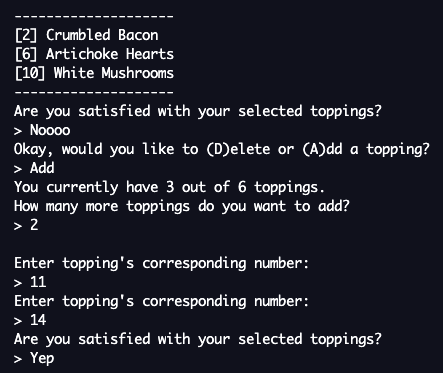 --------------------
[2] Crumbled Bacon
[6] Artichoke Hearts
[10] White Mushrooms
--------------------
Are you satisfied with your selected toppings?
> Noooo
Okay, would you like to (D)elete or (A)dd a topping?
> Add
You currently have 3 out of 6 toppings.
How many more toppings do you want to add?
> 2

Enter topping's corresponding number:
> 11
Enter topping's corresponding number:
> 14
Are you satisfied with your selected toppings?
> Yep